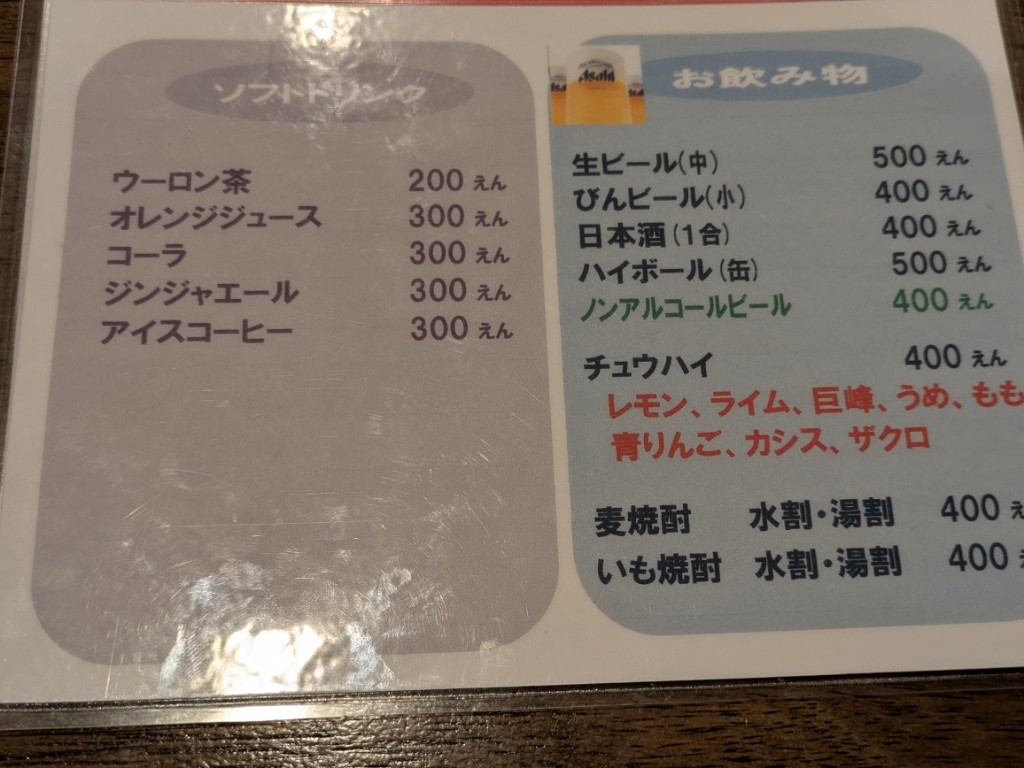 ソフトドリンク
ウーロン茶 200 えん
オレンジジュース 300 えん
コーラ 300 えん
ジンジャエール 300 えん
アイスコーヒー 300 えん
Asahi
お飲み物
生ビール(中) 500 えん
びんビール(小) 400 えん
日本酒(1合) 400 えん
ハイボール(缶) 500 えん
ノンアルコールビール 400 えん
チュウハイ 400 えん
レモン、ライム、巨峰、うめ、もも
青りんご、カシス、ザクロ
麦焼酎 水割・湯割 400 え
いも焼酎 水割・湯割 400